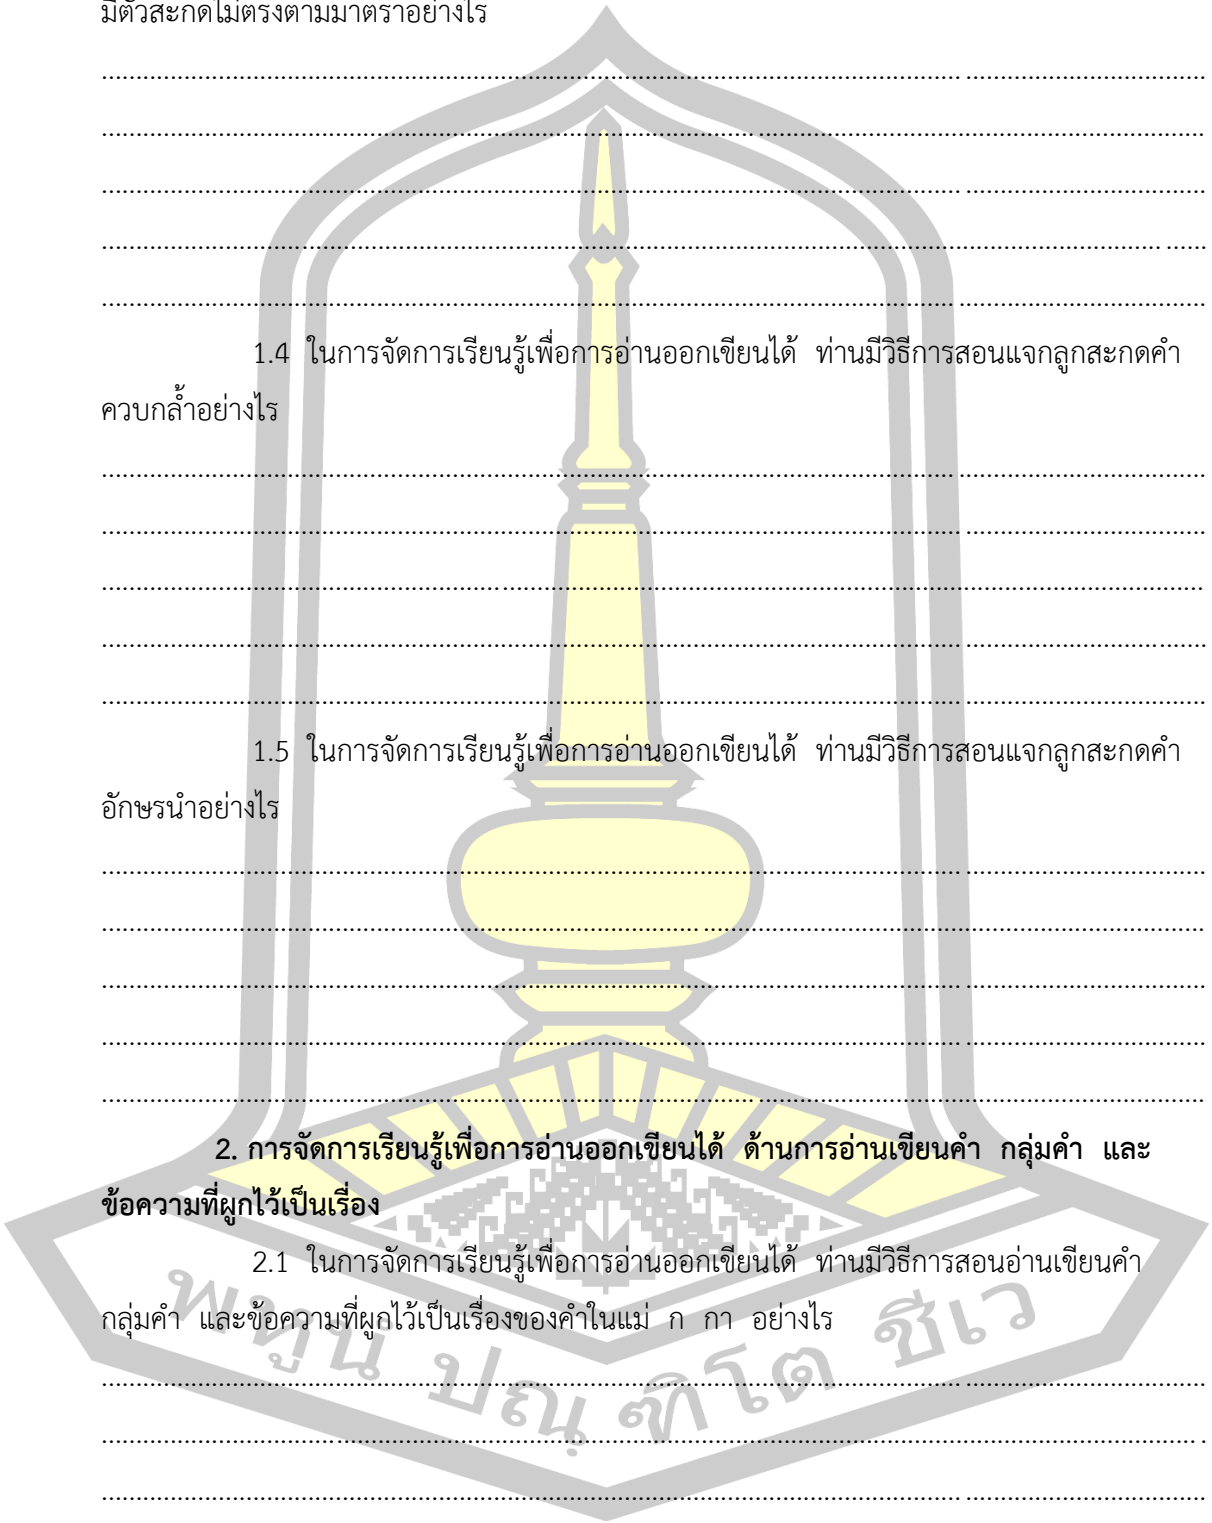 มีตัวสะกดไม่ตรงตามมาตราอย่างไร
1.4 ในการจัดการเรียนรู้เพื่อการอ่านออกเขียนได้ ท่านมีวิธีการสอนแจกลูกสะกดคำ
ควบกล้ำอย่างไร
1.5 ในการจัดการเรียนรู้เพื่อการอ่านออกเขียนได้ ท่านมีวิธีการสอนแจกลูกสะกดคำ
อักษรนำอย่างไร
2. การจัดการเรียนรู้เพื่อการอ่านออกเขียนได้ ด้านการอ่านเขียนคำ กลุ่มคำ และ
ข้อความที่ผูกไว้เป็นเรื่อง
2.1 ในการจัดการเรียนรู้เพื่อการอ่านออกเขียนได้ ท่านมีวิธีการสอนอ่านเขียนคำ
กลุ่มคำ และข้อความที่ผูกไว้เป็นเรื่องของคำในแม่ ก กา อย่างไร
พหูนํ ปณฺฑิโต ชีเว